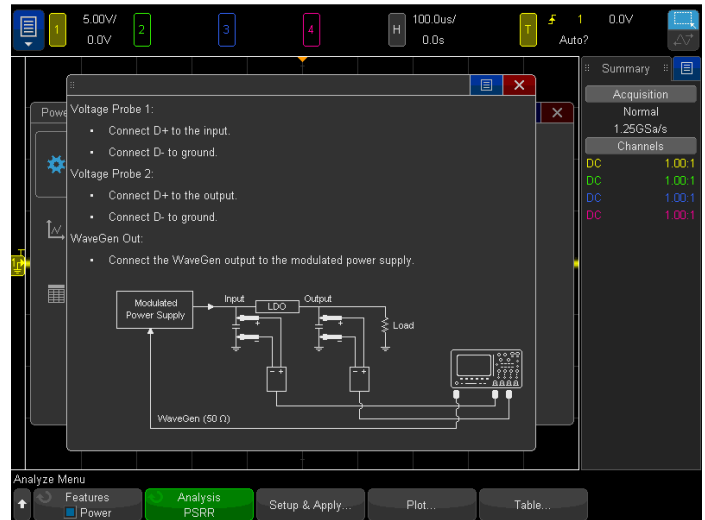 1
5.00V/
0.0V
2
3
4
H
100.0us/
0.0s
T
1
0.0V
Auto?
Summary
Acquisition
Normal
1.25GSa/s
Channels
DC 1.00:1
DC 1.00:1
DC 1.00:1
DC 1.00:1
Powe
Voltage Probe 1:
• Connect D+ to the input.
• Connect D- to ground.
Voltage Probe 2:
• Connect D+ to the output.
• Connect D- to ground.
WaveGen Out:
• Connect the WaveGen output to the modulated power supply.
Modulated
Power Supply
Input
LDO
Output
+
-
+
-
Load
- +
- +
WaveGen (50 Ω)
T
1
Analyze Menu
Features
Power
Analysis
PSRR
Setup & Apply...
Plot...
Table...